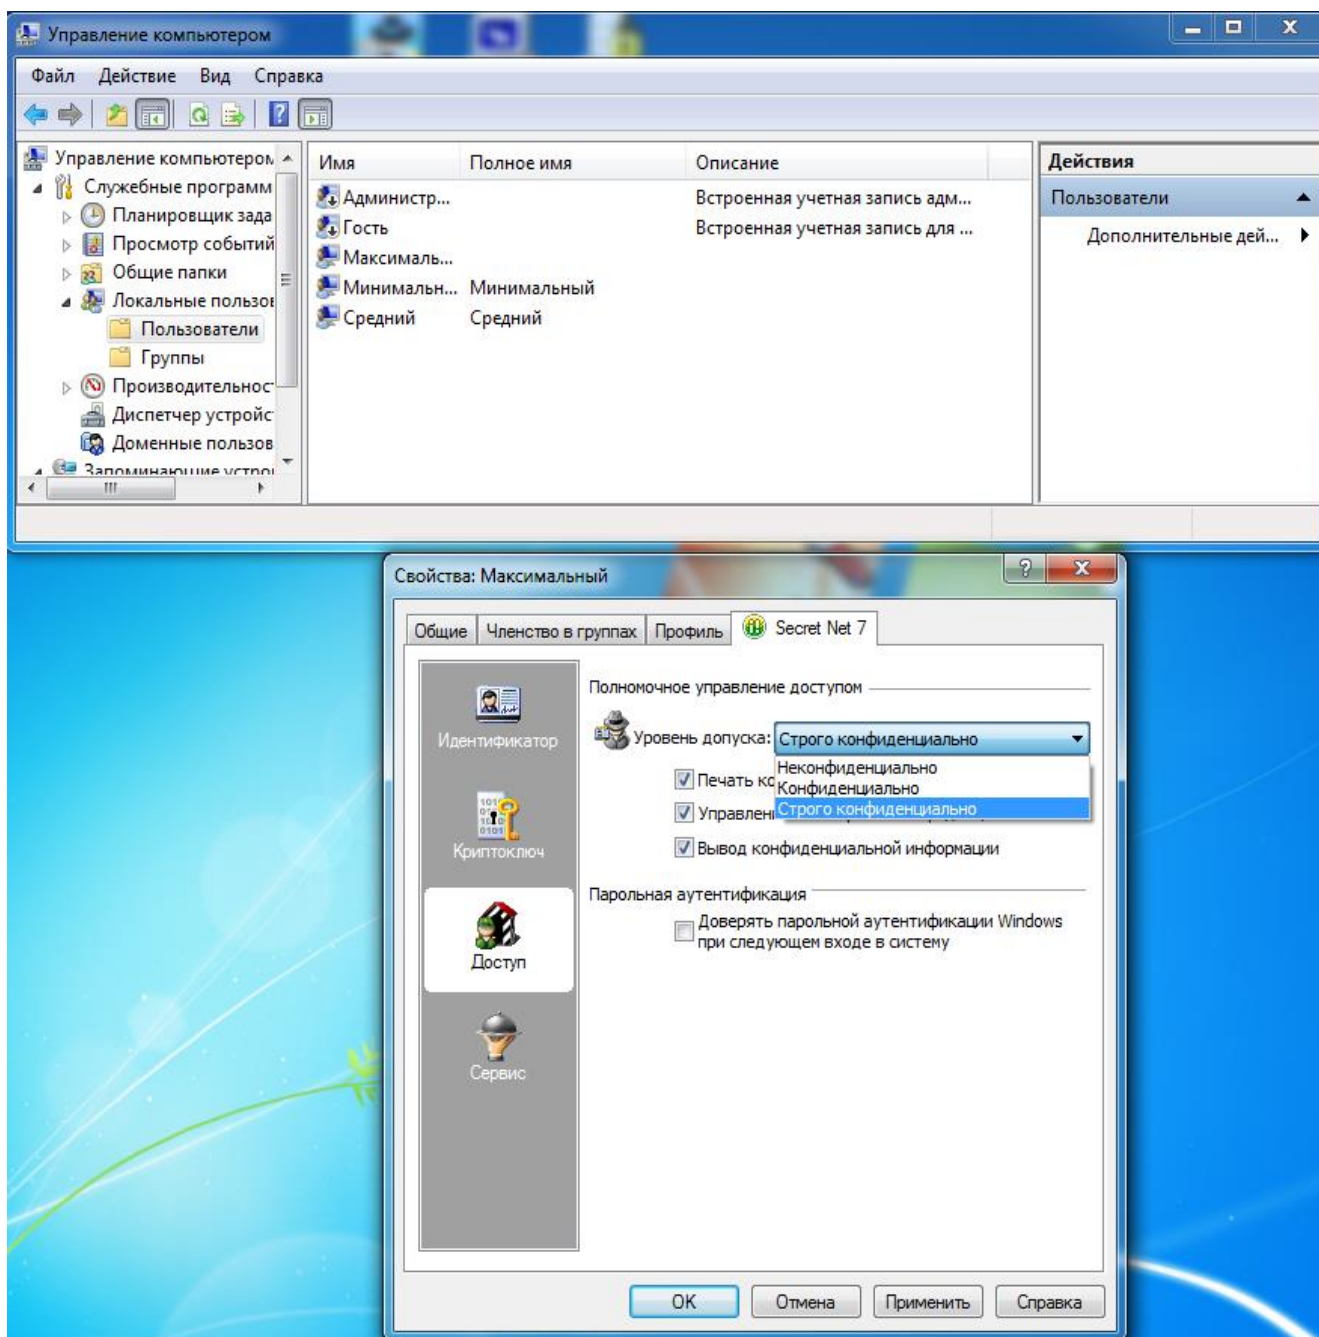 Управление компьютером
Файл Действие Вид Справка
Управление компьютером
Служебные программ
Планировщик зада
Просмотр событий
Общие папки
Локальные пользов
Пользователи
Группы
Производительност
Диспетчер устройс
Доменные пользов
Запоминающие устрой
Имя Полное имя Описание
Администр... Встроенная учетная запись адм...
Гость Встроенная учетная запись для ...
Максималь...
Минимальн... Минимальный
Средний Средний
Действия
Пользователи
Дополнительные дей...
Свойства: Максимальный
Общие Членство в группах Профиль Secret Net 7
Идентификатор
Криптоключ
Доступ
Сервис
Полномочное управление доступом
Уровень допуска: Строго конфиденциально
Неконфиденциально
Конфиденциально
Строго конфиденциально
Печать ко
Управлен
Вывод конфиденциальной информации
Парольная аутентификация
Доверять парольной аутентификации Windows
при следующем входе в систему
OK Отмена Применить Справка